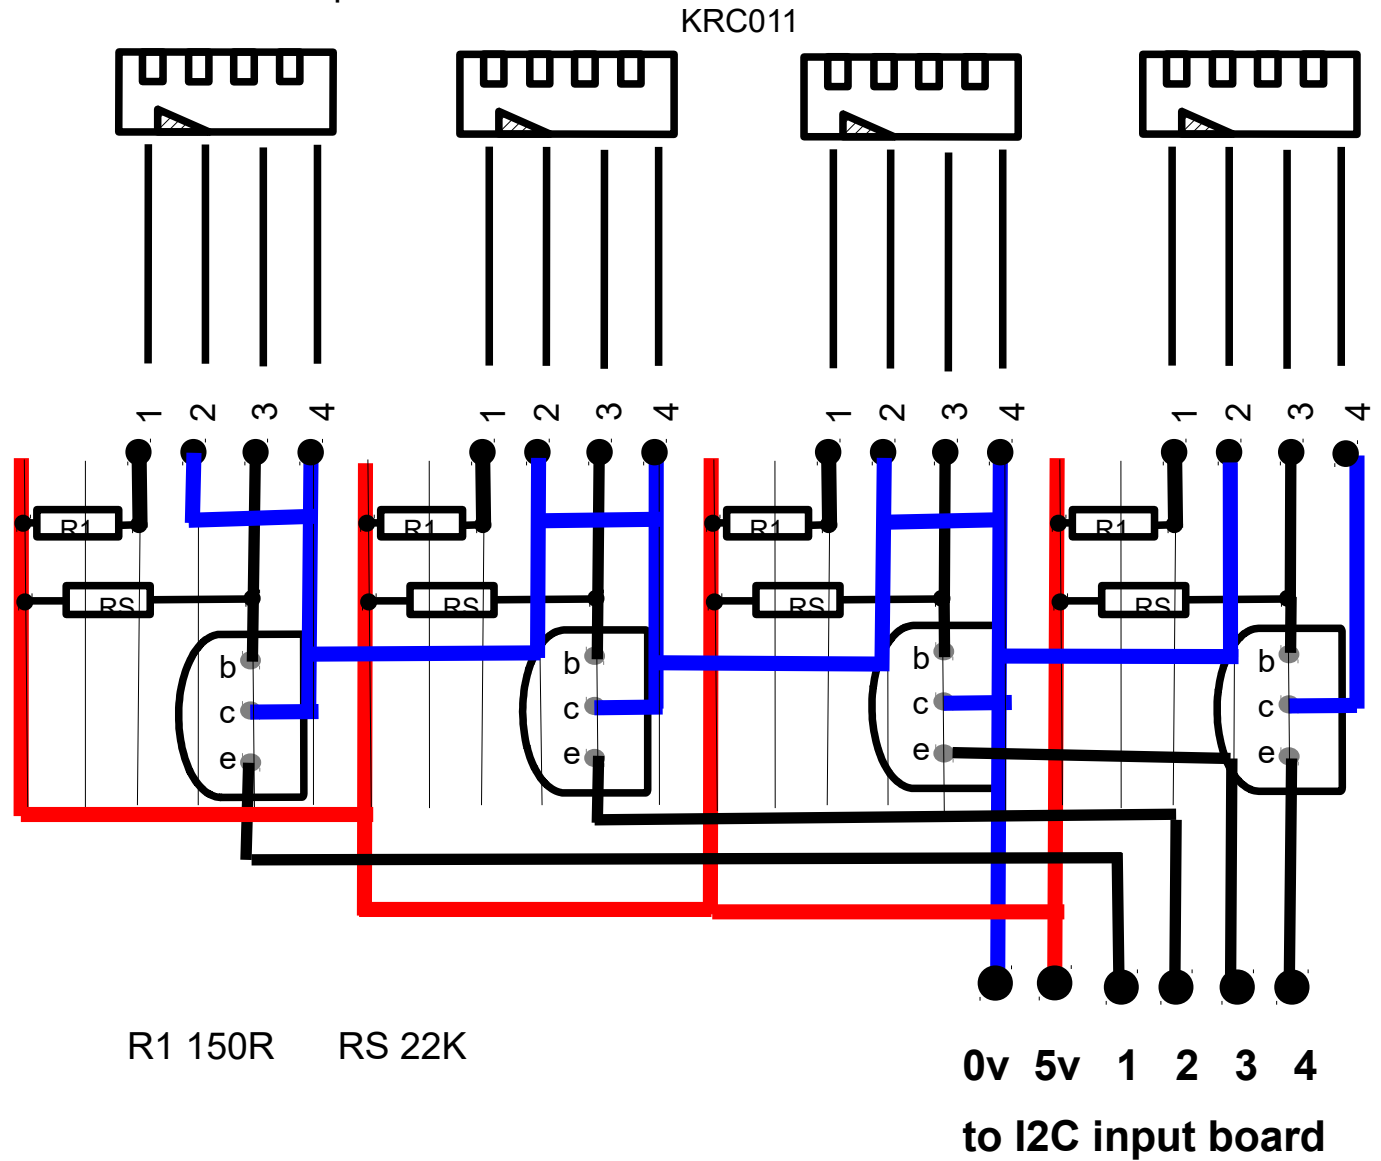 KRC011
1 2 3 4 1 2 3 4 1 2 3 4 1 2 3 4
R1 R1 R1 R1
RS RS RS RS
b b b b
c c c c
e e e e
R1 150R RS 22K
0v 5v 1 2 3 4
to I2C input board